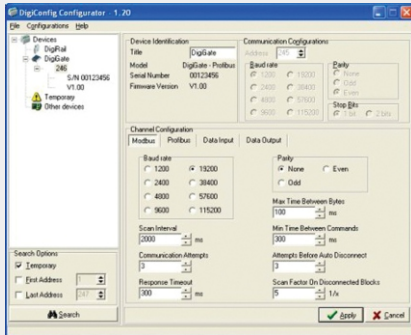 DigiConfig Configurator - 1.20
File Configurations Help
Devices
DigiRail
DigiGate
246
S/N 00123456
V1.00
Temporary
Other devices
Search Options
Temporary
First Address 1
Last Address 247
Search
Device Identification
Title DigiGate
Model DigiGate - Profibus
Serial Number 00123456
Firmware Version V1.00
Communication Configurations
Address 245
Baud rate
1200 19200
2400 38400
4800 57600
9600 115200
Parity
None
Odd
Even
Stop Bits
1 bit 2 bits
Channel Configuration
Modbus Profibus Data Input Data Output
Baud rate
1200 19200
2400 38400
4800 57600
9600 115200
Parity
None Even
Odd
Max Time Between Bytes
100 ms
Scan Interval
2000 ms
Min Time Between Commands
300 ms
Communication Attempts
3
Attempts Before Auto Disconnect
3
Response Timeout
300 ms
Scan Factor On Disconnected Blocks
5 1/x
Apply Cancel